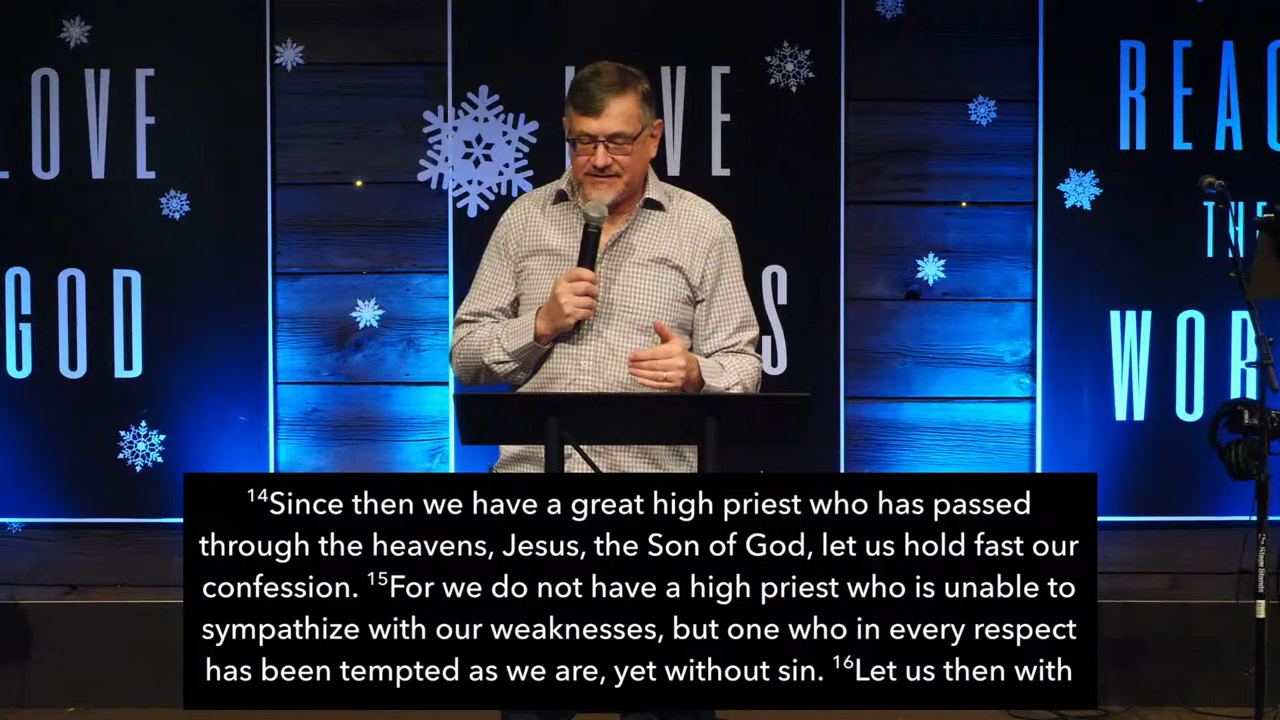 LOVE
GOD
REAC
THE
WOR
¹⁴Since then we have a great high priest who has passed
through the heavens, Jesus, the Son of God, let us hold fast our
confession. ¹⁵For we do not have a high priest who is unable to
sympathize with our weaknesses, but one who in every respect
has been tempted as we are, yet without sin. ¹⁶Let us then with